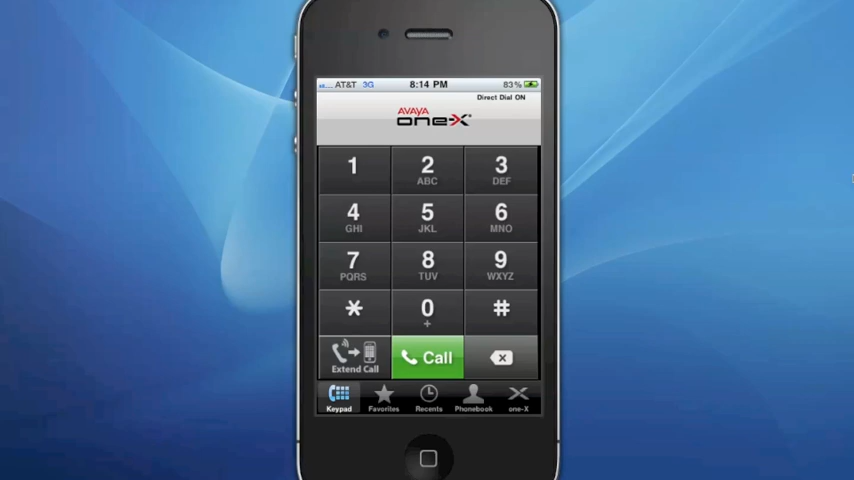 AT&T 3G 8:14 PM 83%
Direct Dial ON
AVAYA
one-X
1 2 3
ABC DEF
4 5 6
GHI JKL MNO
7 8 9
PQRS TUV WXYZ
* 0 #
+
Extend Call Call
Keypad Favorites Recents Phonebook one-X